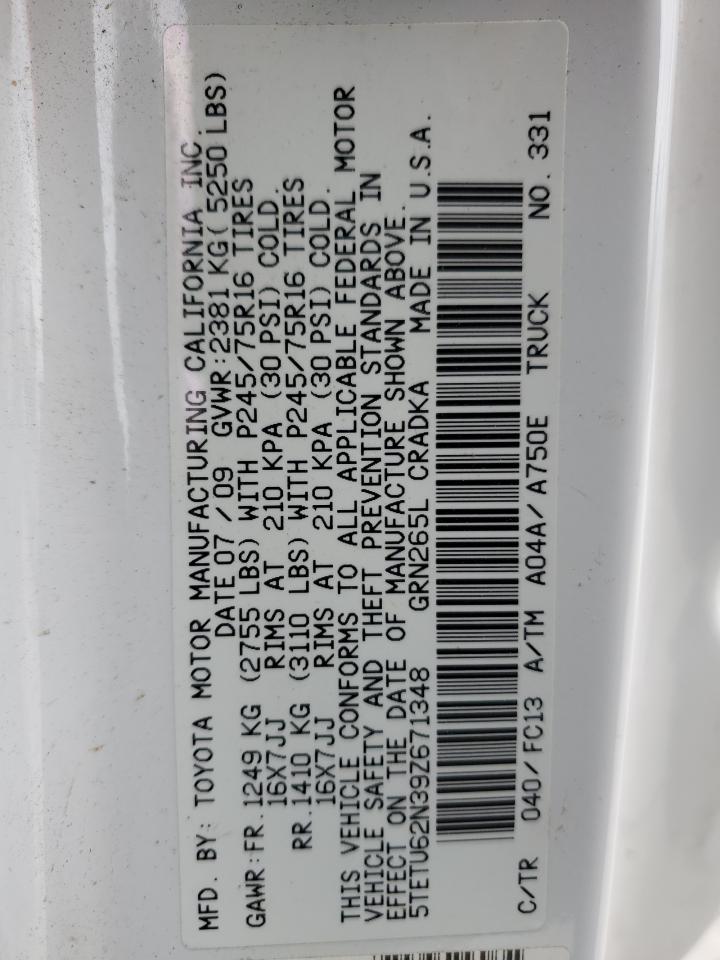 MFD. BY: TOYOTA MOTOR MANUFACTURING CALIFORNIA INC.
DATE 07 / 09 GVWR:2381 KG( 5250 LBS)
GAWR:FR.1249 KG (2755 LBS) WITH P245/75R16 TIRES
16X7JJ RIMS AT 210 KPA (30 PSI) COLD.
RR.1410 KG (3110 LBS) WITH P245/75R16 TIRES
16X7JJ RIMS AT 210 KPA (30 PSI) COLD.
THIS VEHICLE CONFORMS TO ALL APPLICABLE FEDERAL MOTOR
VEHICLE SAFETY AND THEFT PREVENTION STANDARDS IN
EFFECT ON THE DATE OF MANUFACTURE SHOWN ABOVE.
5TETU62N39Z671348 GRN265L CRADKA MADE IN U.S.A.
C/TR 040/FC13 A/TM A04A/A750E TRUCK NO. 331